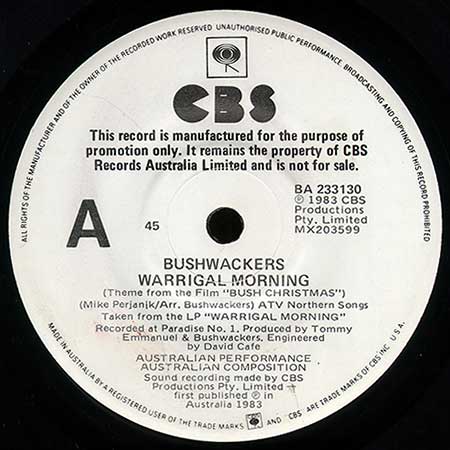 ALL RIGHTS OF THE MANUFACTURER AND OF THE OWNER OF THE RECORDED WORK RESERVED UNAUTHORISED PUBLIC PERFORMANCE BROADCASTING AND COPYING OF THIS RECORD PROHIBITED
CBS
This record is manufactured for the purpose of
promotion only. It remains the property of CBS
Records Australia Limited and is not for sale.
BA 233130
℗ 1983 CBS
Productions
Pty. Limited
MX203599
A
45
BUSHWACKERS
WARRIGAL MORNING
(Theme from the Film "BUSH CHRISTMAS")
(Mike Perjanik/Arr. Bushwackers) ATV Northern Songs
Taken from the LP "WARRIGAL MORNING"
Recorded at Paradise No. 1, Produced by Tommy
Emmanuel & Bushwackers, Engineered
by David Cafe
AUSTRALIAN PERFORMANCE
AUSTRALIAN COMPOSITION
Sound recording made by CBS
Productions Pty. Limited —
first published ℗ in
Australia 1983
MADE IN AUSTRALIA BY A REGISTERED USER OF THE TRADE MARKS AND CBS ARE TRADE MARKS OF CBS INC. U.S.A.